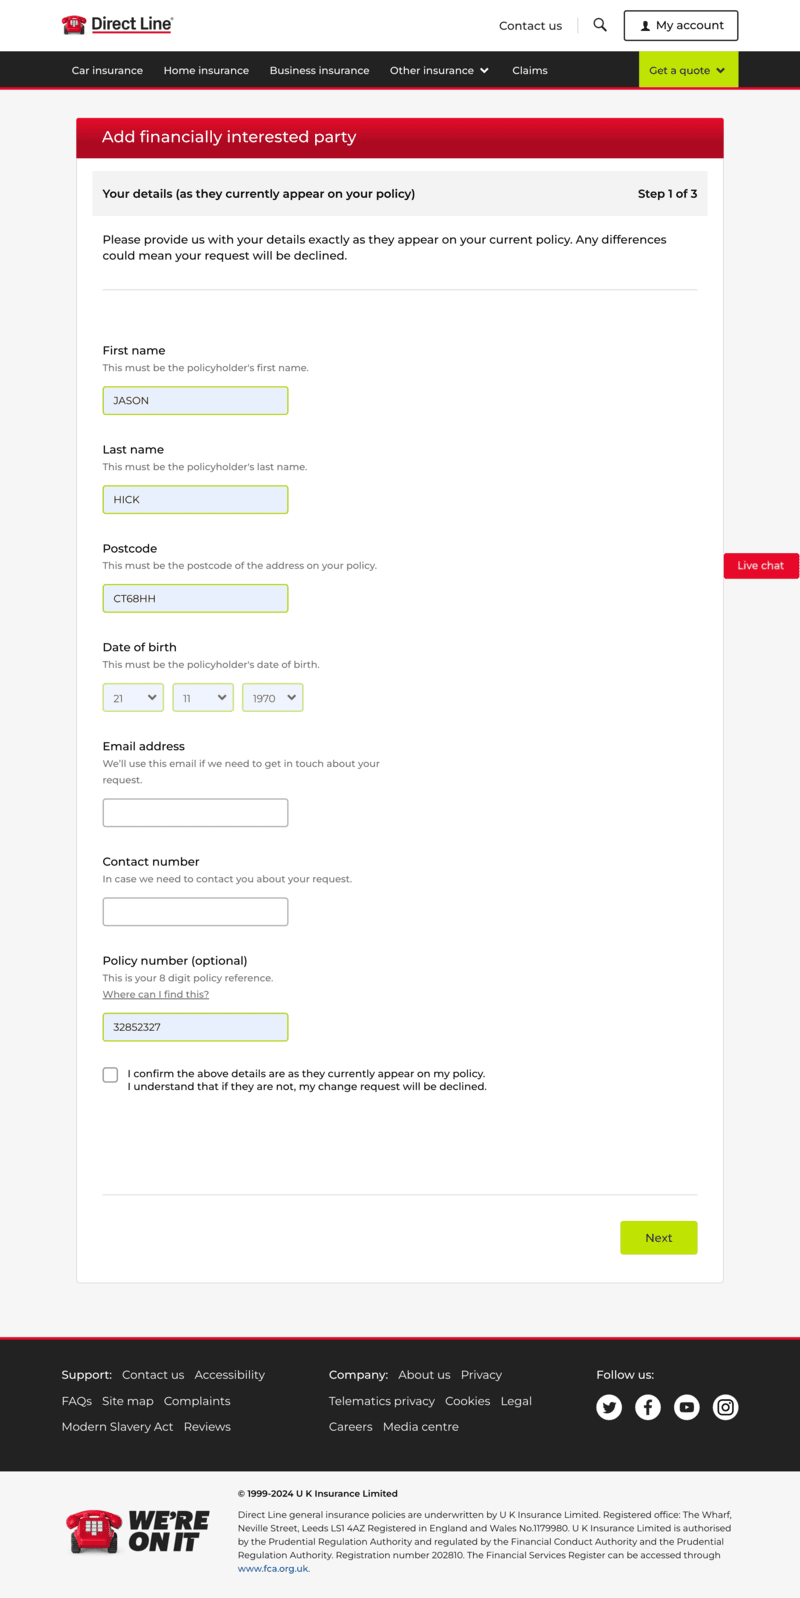 Direct Line
Contact us
My account
Car insurance Home insurance Business insurance Other insurance Claims Get a quote
Add financially interested party
Your details (as they currently appear on your policy) Step 1 of 3
Please provide us with your details exactly as they appear on your current policy. Any differences
could mean your request will be declined.
First name
This must be the policyholder's first name.
JASON
Last name
This must be the policyholder's last name.
HICK
Postcode
This must be the postcode of the address on your policy.
Live chat
CT68HH
Date of birth
This must be the policyholder's date of birth.
21 11 1970
Email address
We'll use this email if we need to get in touch about your
request.
Contact number
In case we need to contact you about your request.
Policy number (optional)
This is your 8 digit policy reference.
Where can I find this?
32852327
I confirm the above details are as they currently appear on my policy.
I understand that if they are not, my change request will be declined.
Next
Support: Contact us Accessibility
FAQs Site map Complaints
Modern Slavery Act Reviews
Company: About us Privacy
Telematics privacy Cookies Legal
Careers Media centre
Follow us:
WE'RE
ON IT
© 1999-2024 U K Insurance Limited
Direct Line general insurance policies are underwritten by U K Insurance Limited. Registered office: The Wharf,
Neville Street, Leeds LS1 4AZ Registered in England and Wales No.1179980. U K Insurance Limited is authorised
by the Prudential Regulation Authority and regulated by the Financial Conduct Authority and the Prudential
Regulation Authority. Registration number 202810. The Financial Services Register can be accessed through
www.fca.org.uk.